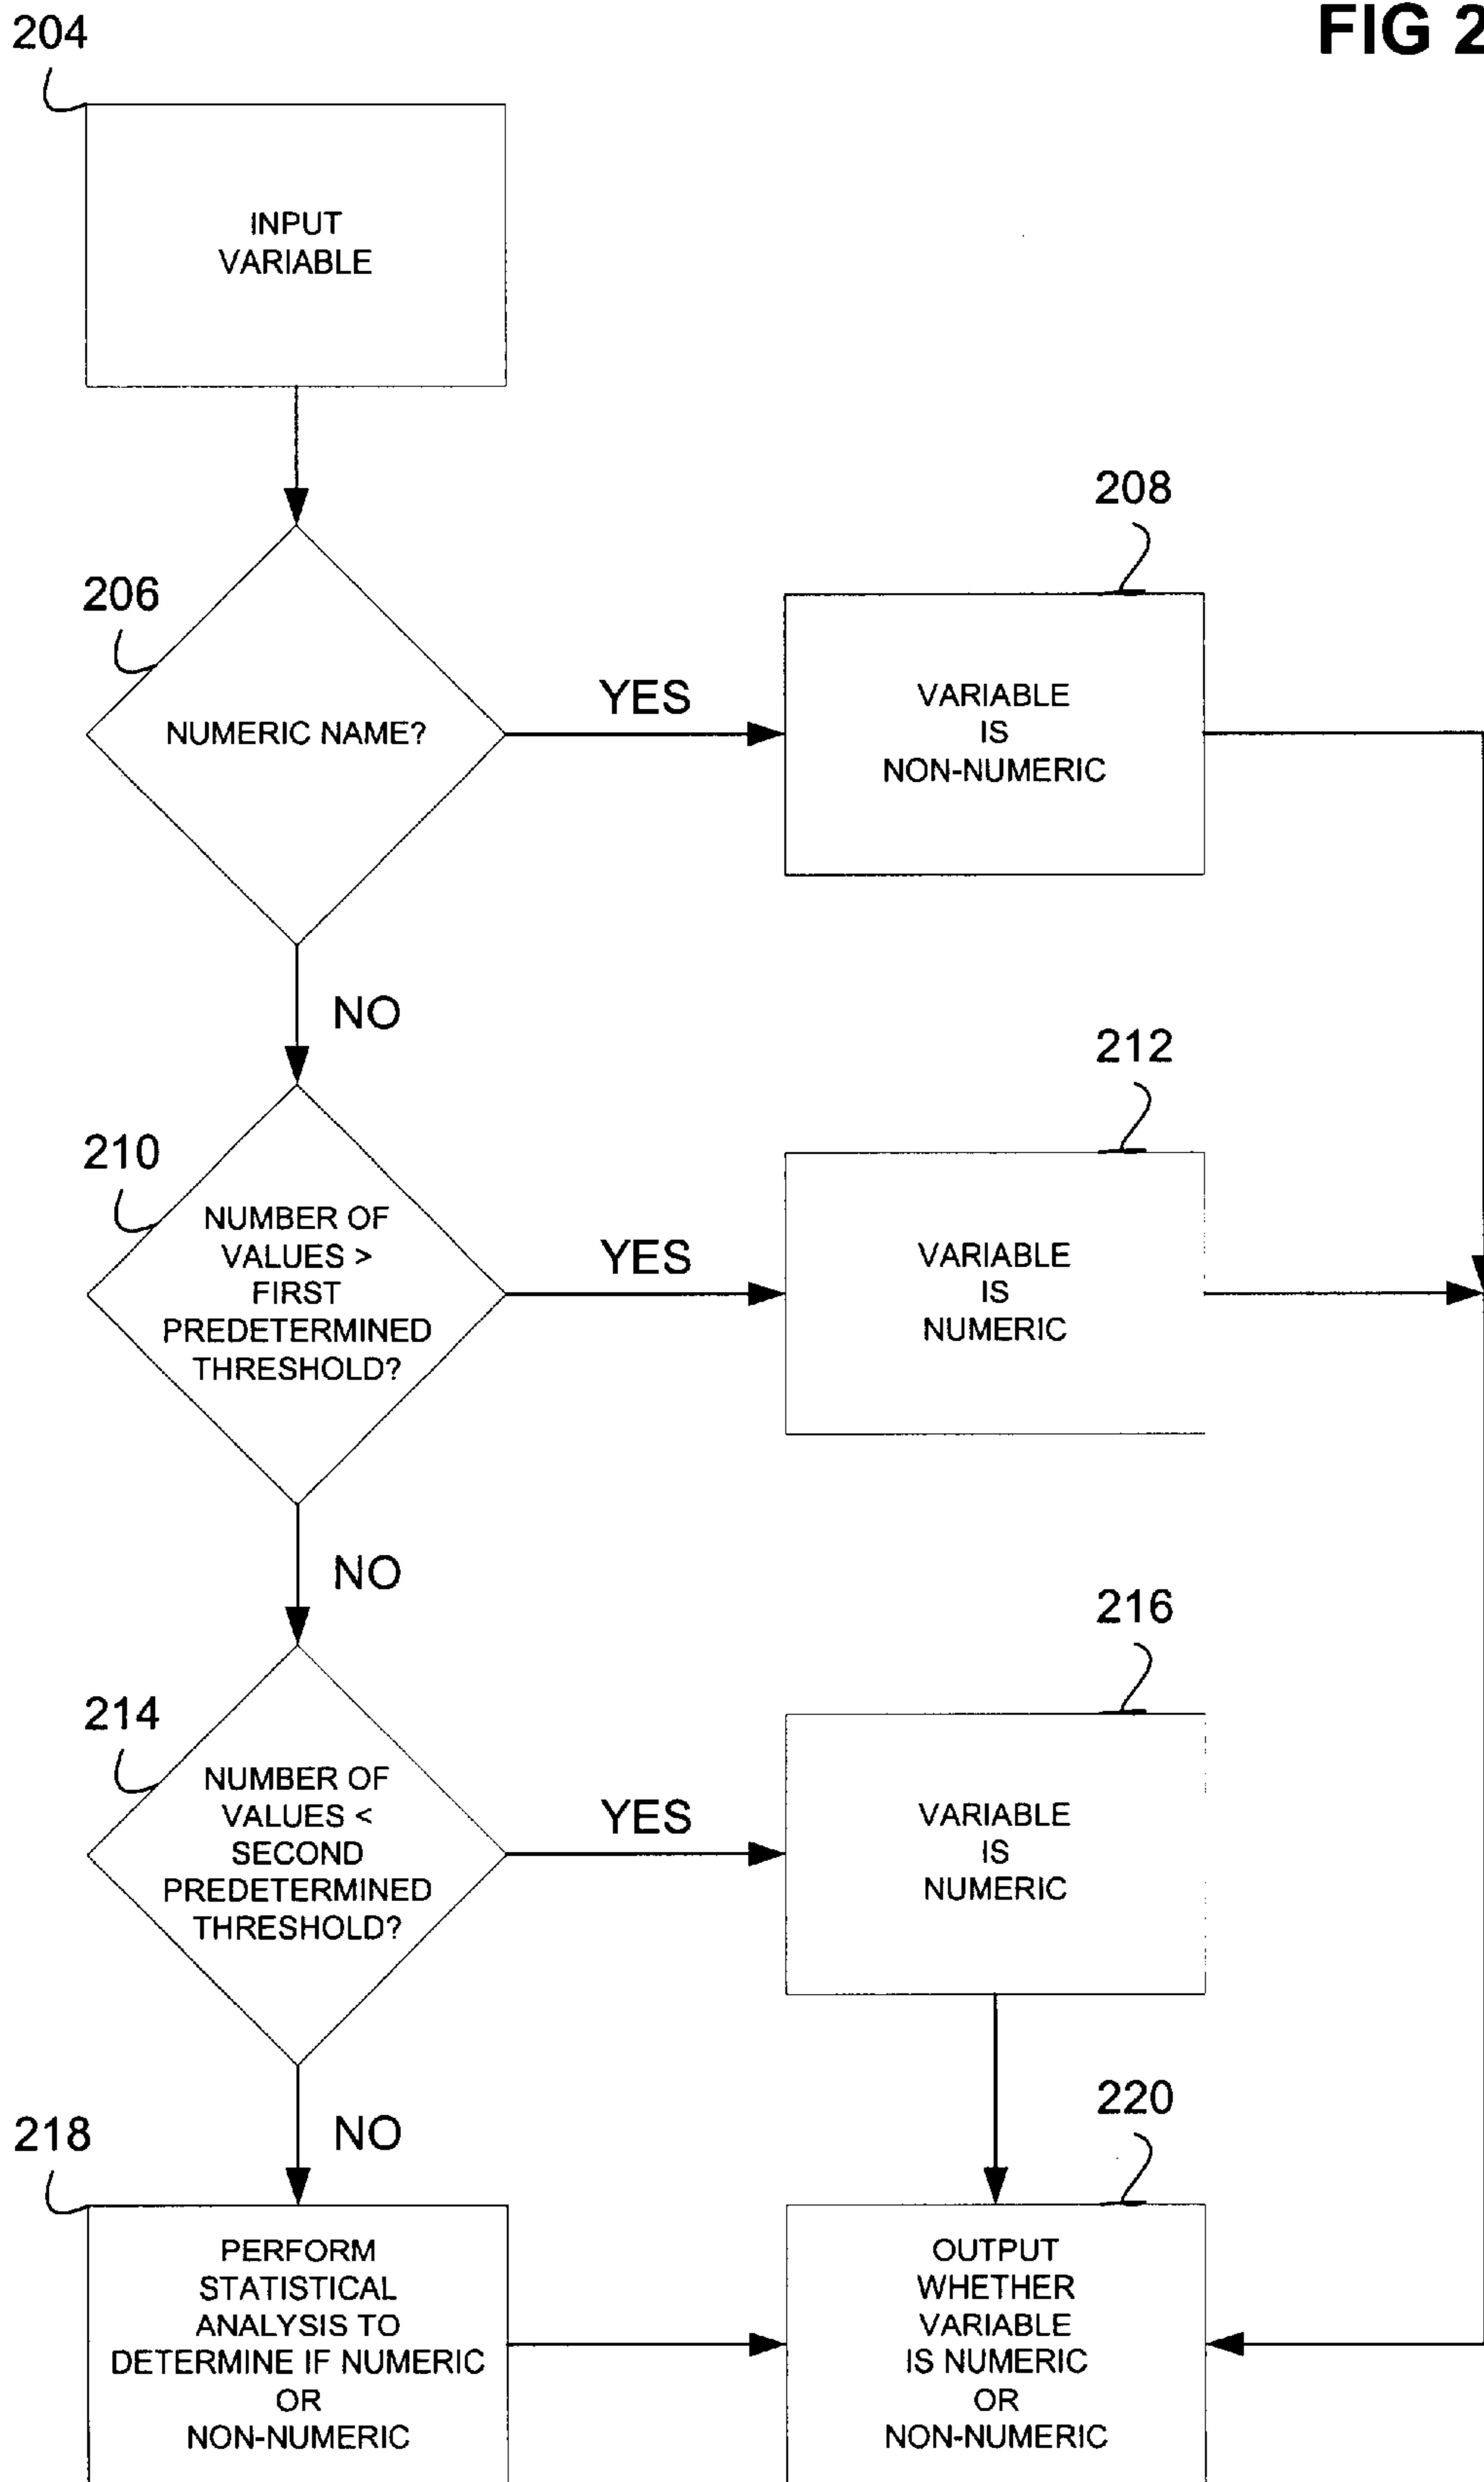 FIG 2
204
INPUT
VARIABLE
206
NUMERIC NAME?
YES
208
VARIABLE
IS
NON-NUMERIC
NO
210
NUMBER OF
VALUES >
FIRST
PREDETERMINED
THRESHOLD?
YES
212
VARIABLE
IS
NUMERIC
NO
214
NUMBER OF
VALUES <
SECOND
PREDETERMINED
THRESHOLD?
YES
216
VARIABLE
IS
NUMERIC
NO
218
PERFORM
STATISTICAL
ANALYSIS TO
DETERMINE IF NUMERIC
OR
NON-NUMERIC
220
OUTPUT
WHETHER
VARIABLE
IS NUMERIC
OR
NON-NUMERIC